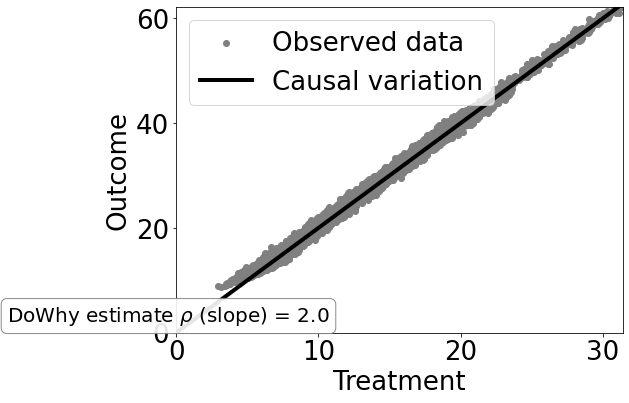 60
40
20
0
Outcome
Observed data
Causal variation
DoWhy estimate ρ (slope) = 2.0
0
10
20
30
Treatment